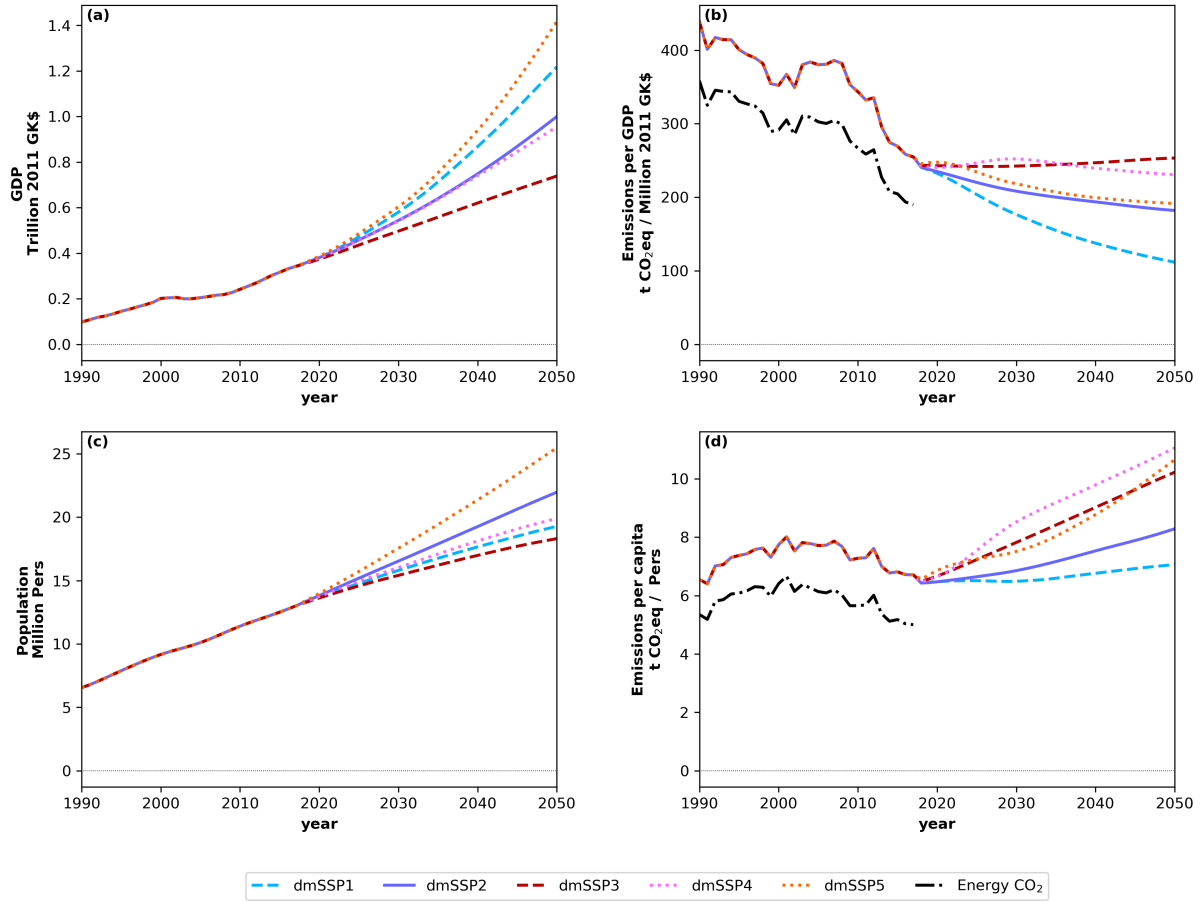 (a)
GDP
Trillion 2011 GK$
1.4
1.2
1.0
0.8
0.6
0.4
0.2
0.0
1990 2000 2010 2020 2030 2040 2050
year
(b)
Emissions per GDP
t CO₂eq / Million 2011 GK$
400
300
200
100
0
1990 2000 2010 2020 2030 2040 2050
year
(c)
Population
Million Pers
25
20
15
10
5
0
1990 2000 2010 2020 2030 2040 2050
year
(d)
Emissions per capita
t CO₂eq / Pers
10
8
6
4
2
0
1990 2000 2010 2020 2030 2040 2050
year
dmSSP1 dmSSP2 dmSSP3 dmSSP4 dmSSP5 Energy CO₂